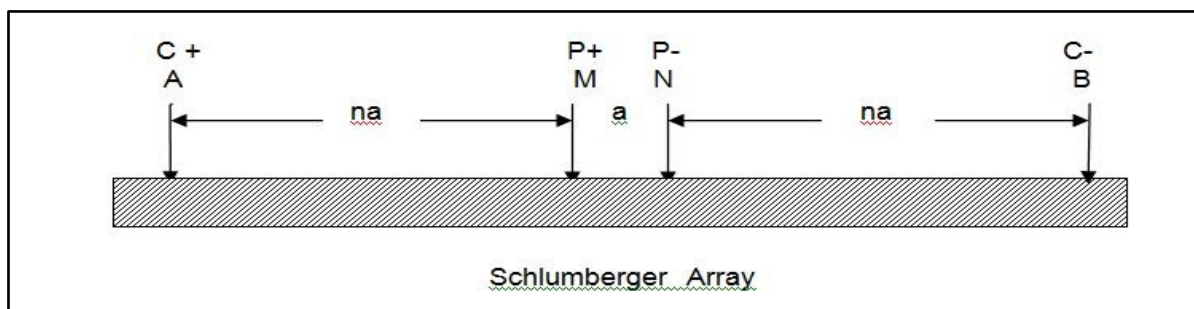 C + P+ P- C-
A M N B
na a na
Schlumberger Array